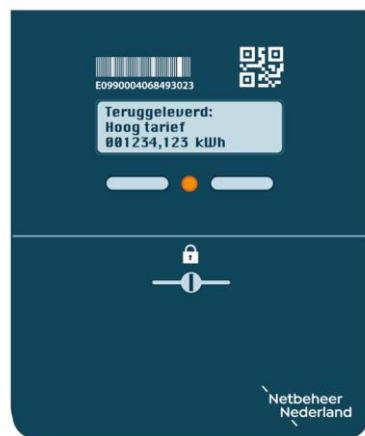 E0990004068493023
Teruggeleverd:
Hoog tarief
001234,123 kWh
Netbeheer
Nederland